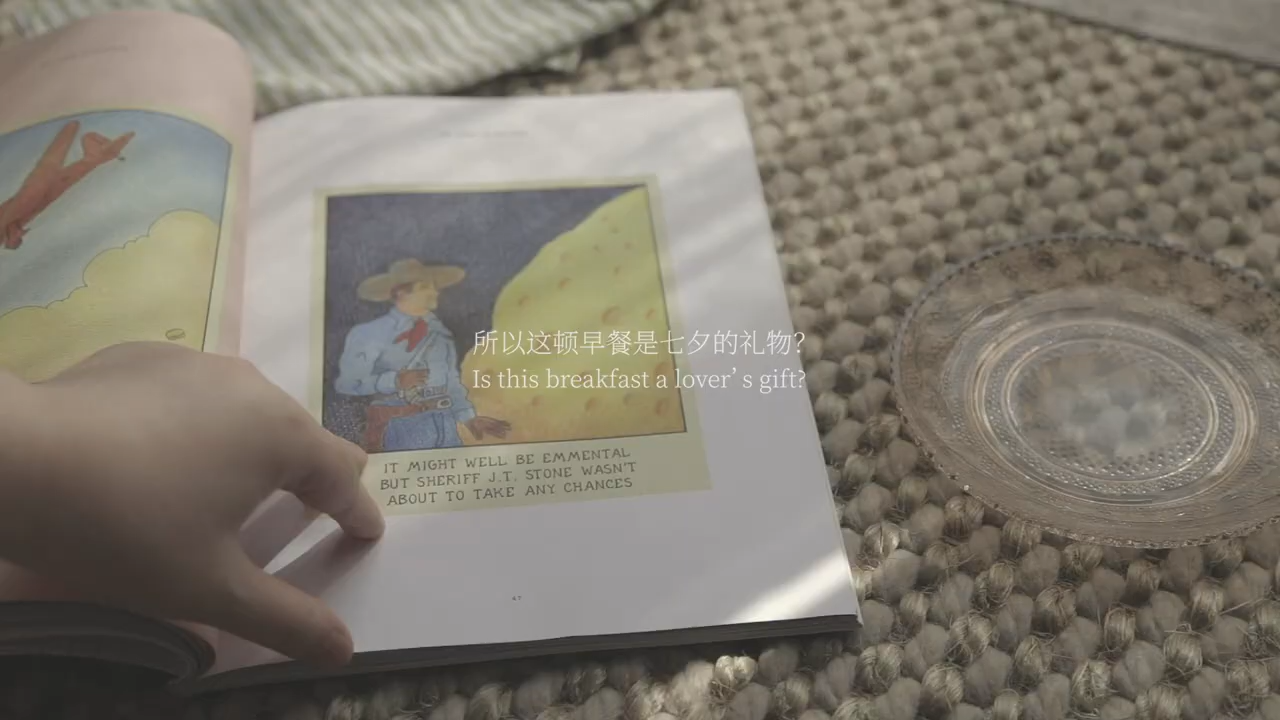 所以这顿早餐是七夕的礼物？
Is this breakfast a lover’s gift?
IT MIGHT WELL BE EMMENTAL
BUT SHERIFF J.T. STONE WASN'T
ABOUT TO TAKE ANY CHANCES